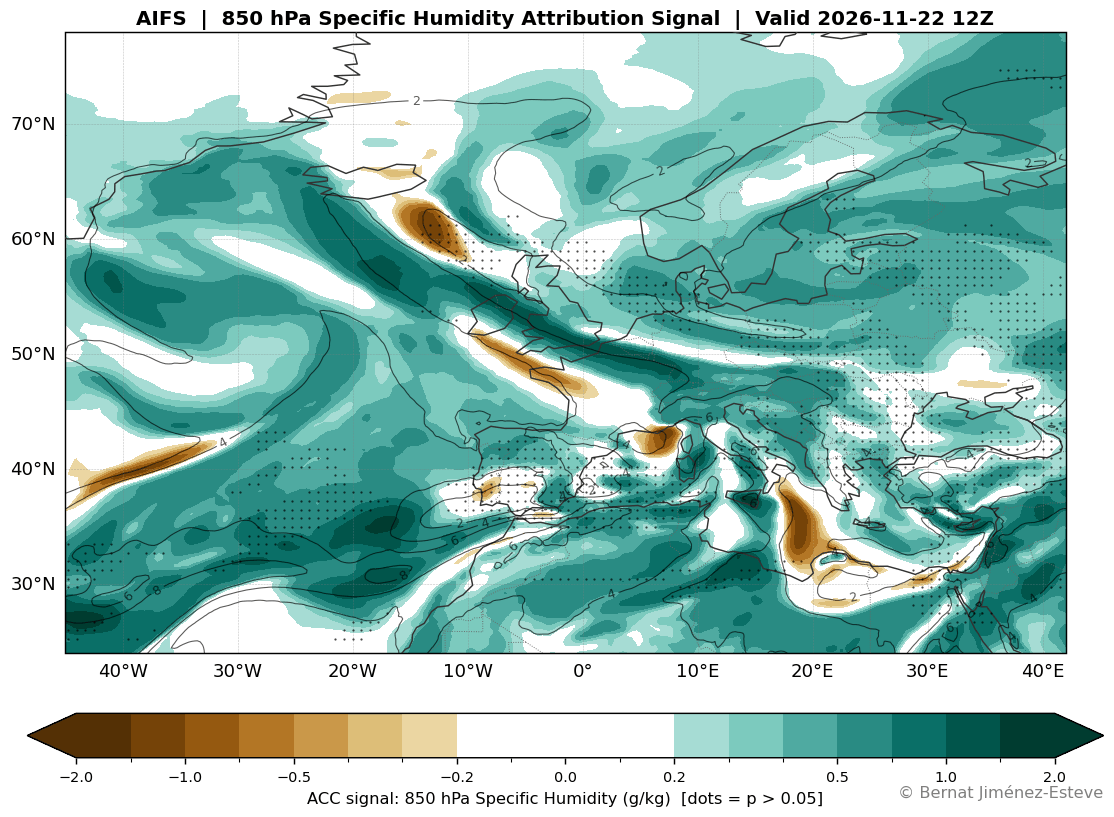 AIFS | 850 hPa Specific Humidity Attribution Signal | Valid 2026-11-22 12Z
70°N
60°N
50°N
40°N
30°N
40°W 30°W 20°W 10°W 0° 10°E 20°E 30°E 40°E
−2.0 −1.0 −0.5 −0.2 0.0 0.2 0.5 1.0 2.0
ACC signal: 850 hPa Specific Humidity (g/kg) [dots = p > 0.05]
© Bernat Jiménez-Esteve